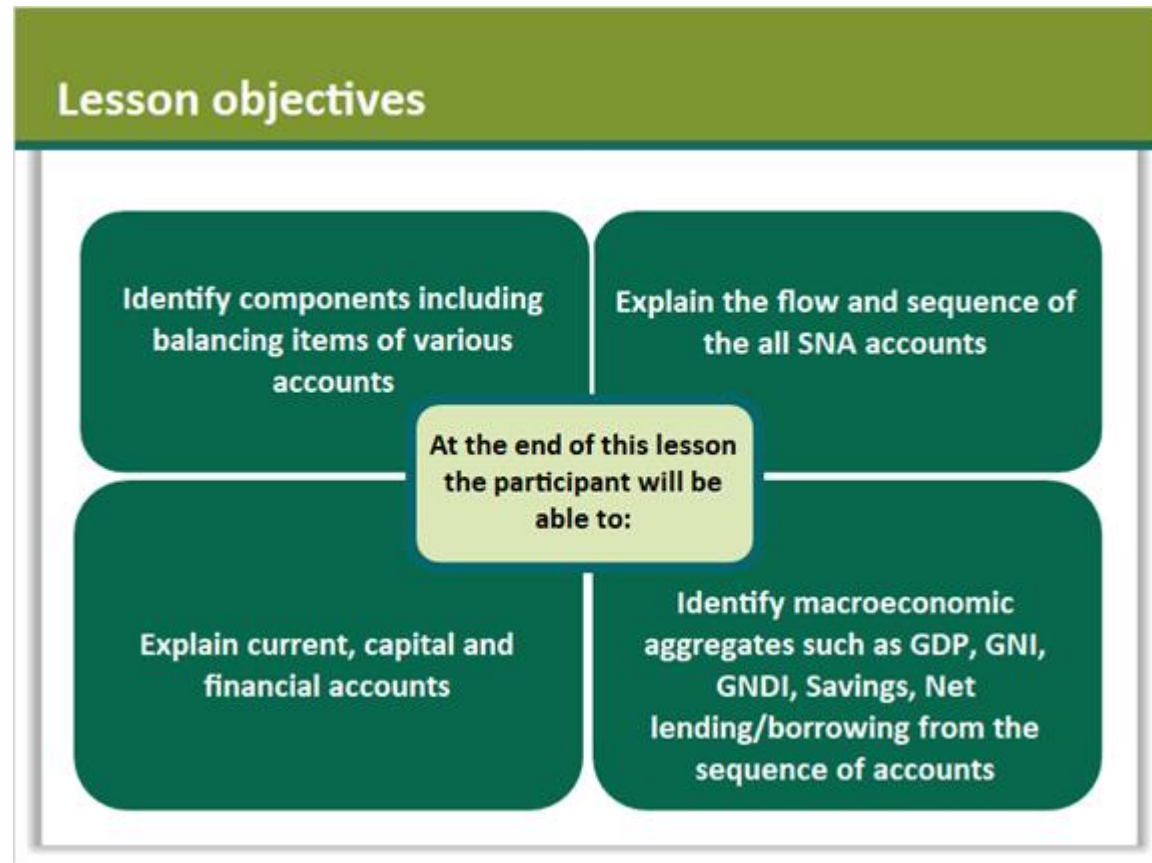 Lesson objectives
Identify components including
balancing items of various
accounts
Explain the flow and sequence of
the all SNA accounts
At the end of this lesson
the participant will be
able to:
Explain current, capital and
financial accounts
Identify macroeconomic
aggregates such as GDP, GNI,
GNDI, Savings, Net
lending/borrowing from the
sequence of accounts